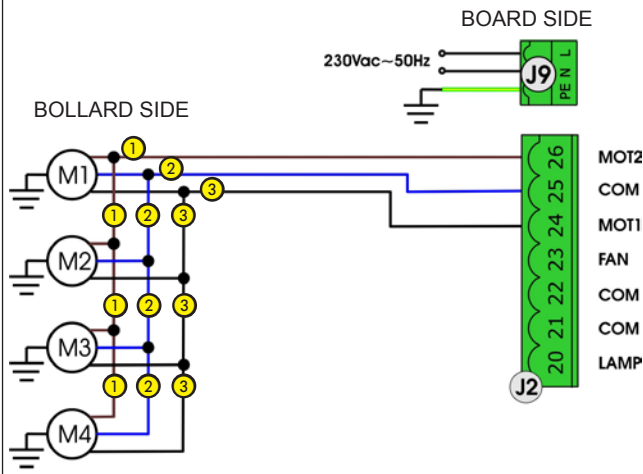 BOARD SIDE
230Vac~50Hz
J9
L
N
PE
BOLLARD SIDE
1
2
3
M1
1 2 3
M2
1 2 3
M3
1 2 3
M4
26 MOT2
25 COM
24 MOT1
23 FAN
22 COM
21 COM
20 LAMP
J2